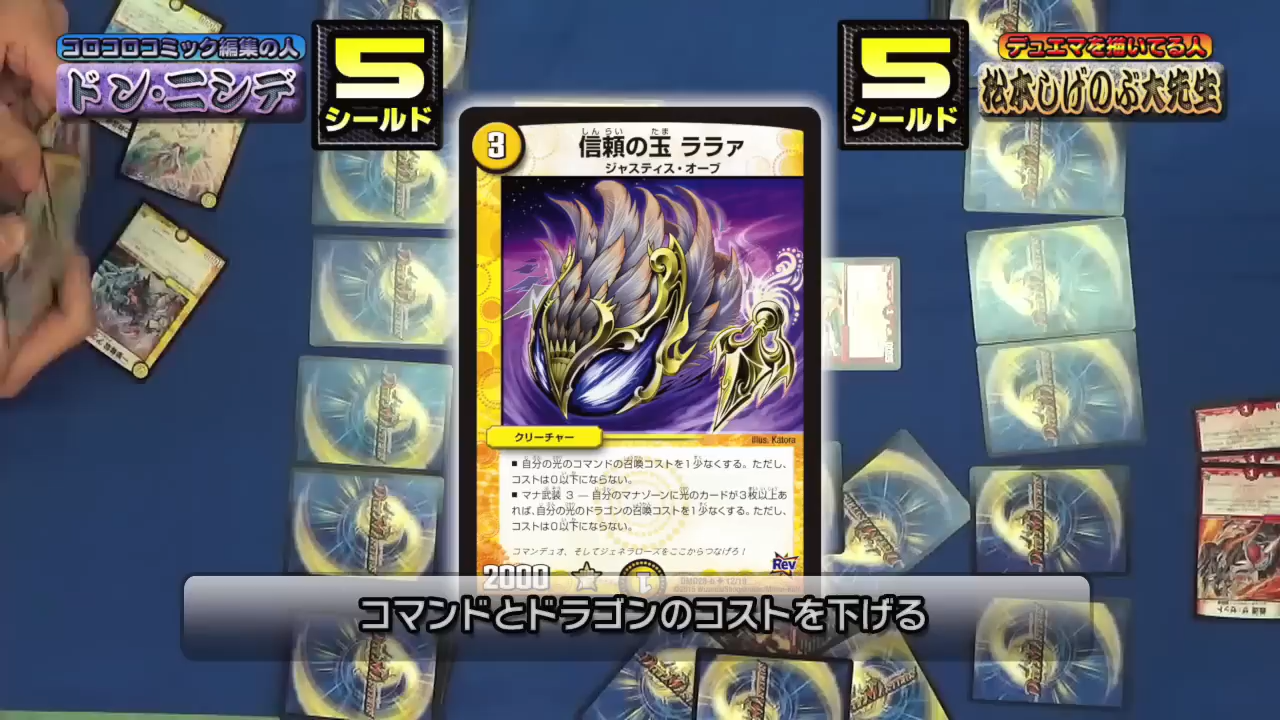 コロコロコミック編集の人
ドン・ニシデ
5
シールド
5
シールド
デュエマを描いてる人
松本しげのぶ大先生
3
しんらい たま
信頼の玉 ララァ
ジャスティス・オーブ
クリーチャー
illus. Katora
■ 自分の光のコマンドの召喚コストを1少なくする。ただし、
コストは0以下にならない。
■ マナ武装 3 ― 自分のマナゾーンに光のカードが3枚以上あ
れば、自分の光のドラゴンの召喚コストを1少なくする。ただし、
コストは0以下にならない。
コマンデュオ、そしてジェネラローズをここからつなげろ!
2000
1
Rev
コマンドとドラゴンのコストを下げる